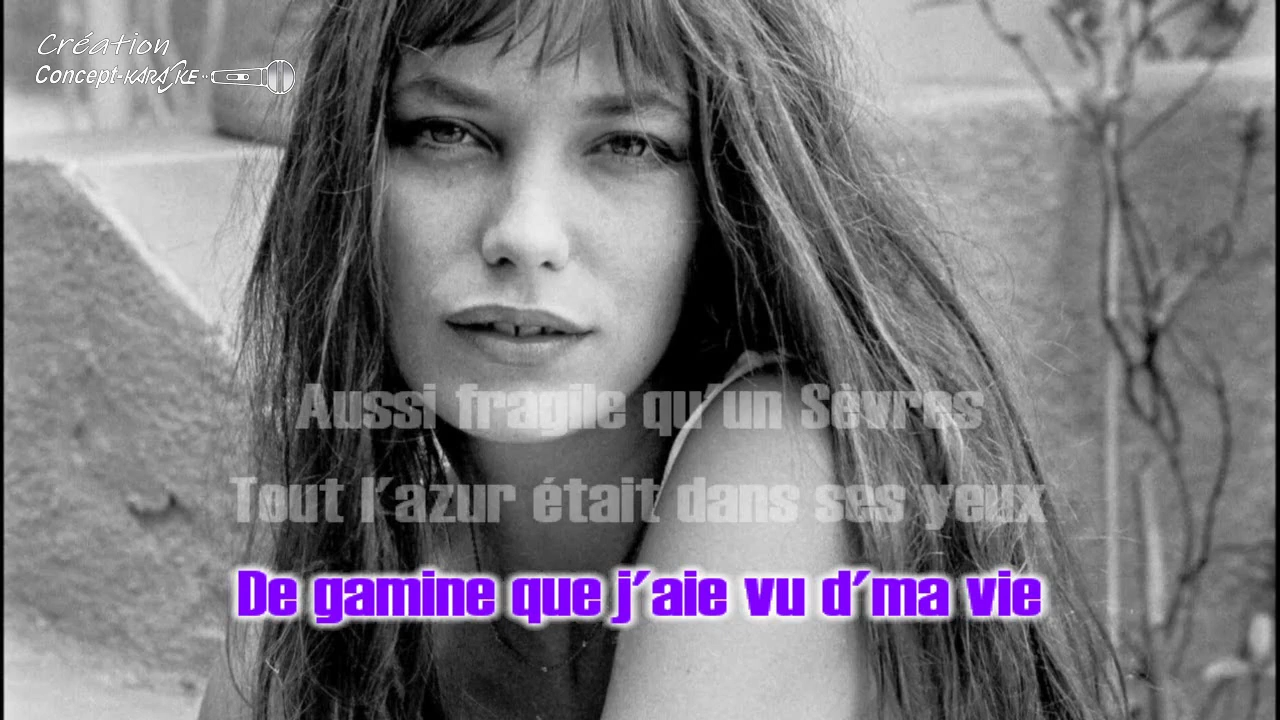 Création
Concept-KARAOKE
Aussi fragile qu'un Sèvres
Tout l'azur était dans ses yeux
De gamine que j'aie vu d'ma vie